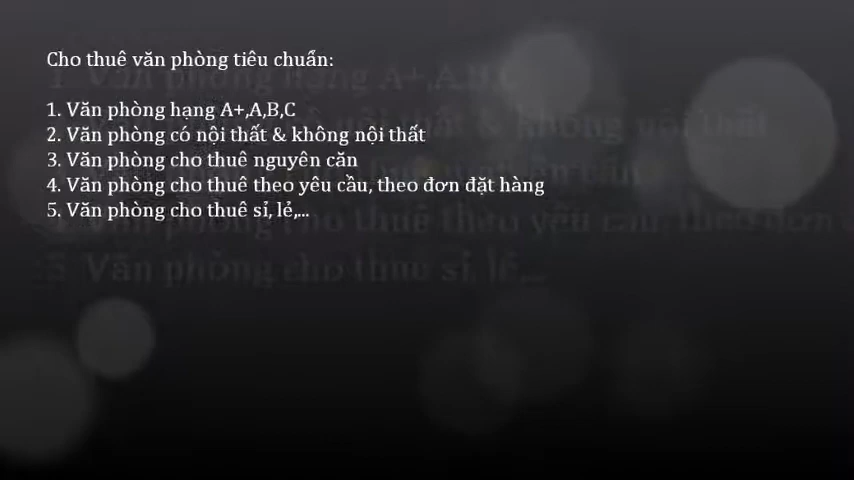 Cho thuê văn phòng tiêu chuẩn:
1. Văn phòng hạng A+,A,B,C
2. Văn phòng có nội thất & không nội thất
3. Văn phòng cho thuê nguyên căn
4. Văn phòng cho thuê theo yêu cầu, theo đơn đặt hàng
5. Văn phòng cho thuê sỉ, lẻ,...